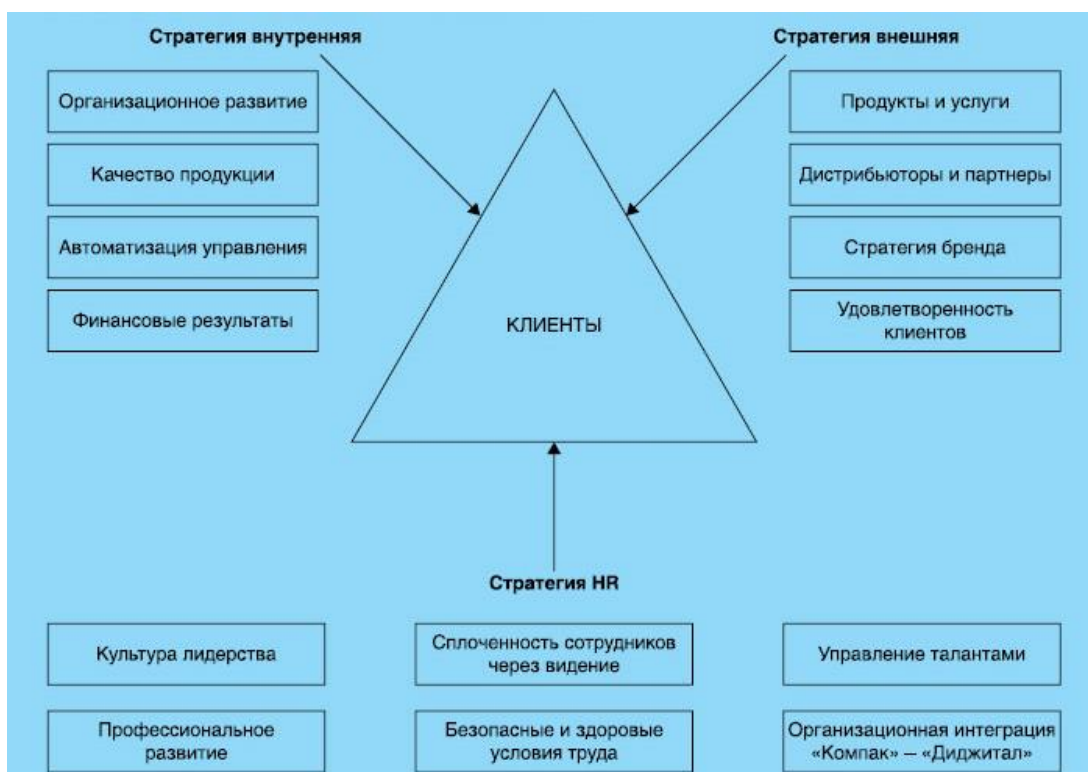 Стратегия внутренняя
Организационное развитие
Качество продукции
Автоматизация управления
Финансовые результаты
Стратегия внешняя
Продукты и услуги
Дистрибьюторы и партнеры
Стратегия бренда
Удовлетворенность
клиентов
КЛИЕНТЫ
Стратегия HR
Культура лидерства
Сплоченность сотрудников
через видение
Управление талантами
Профессиональное
развитие
Безопасные и здоровые
условия труда
Организационная интеграция
«Компак» – «Диджитал»